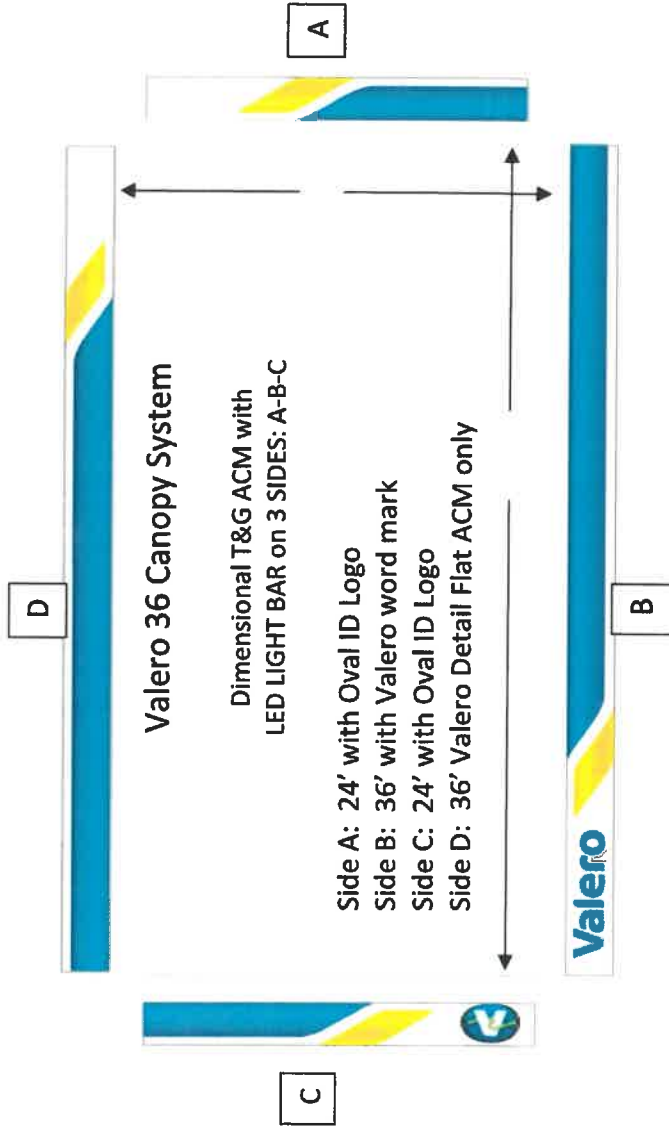 D
Valero 36 Canopy System
Dimensional T&G ACM with
LED LIGHT BAR on 3 SIDES: A-B-C
Side A: 24' with Oval ID Logo
Side B: 36' with Valero word mark
Side C: 24' with Oval ID Logo
Side D: 36' Valero Detail Flat ACM only
A
C
V
Valero
B